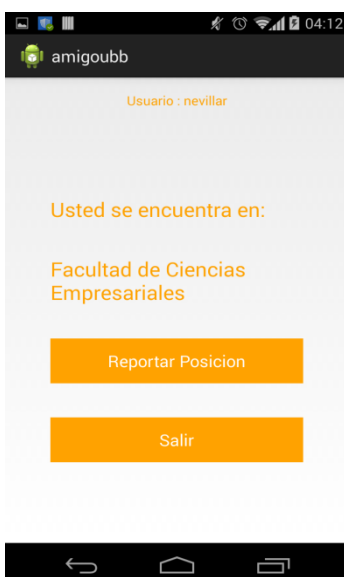 04:12
amigoubb
Usuario : nevillar
Usted se encuentra en:
Facultad de Ciencias
Empresariales
Reportar Posicion
Salir